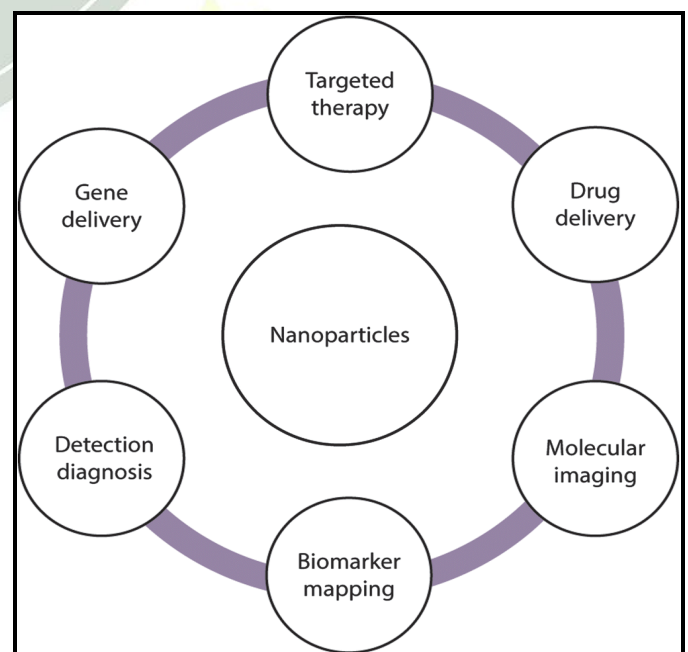 Targeted
therapy
Drug
delivery
Molecular
imaging
Biomarker
mapping
Detection
diagnosis
Gene
delivery
Nanoparticles